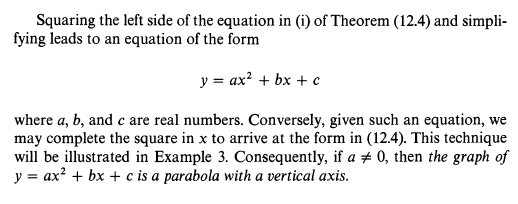 Squaring the left side of the equation in (i) of Theorem (12.4) and simpli-
fying leads to an equation of the form
y = ax² + bx + c
where a, b, and c are real numbers. Conversely, given such an equation, we
may complete the square in x to arrive at the form in (12.4). This technique
will be illustrated in Example 3. Consequently, if a ≠ 0, then the graph of
y = ax² + bx + c is a parabola with a vertical axis.